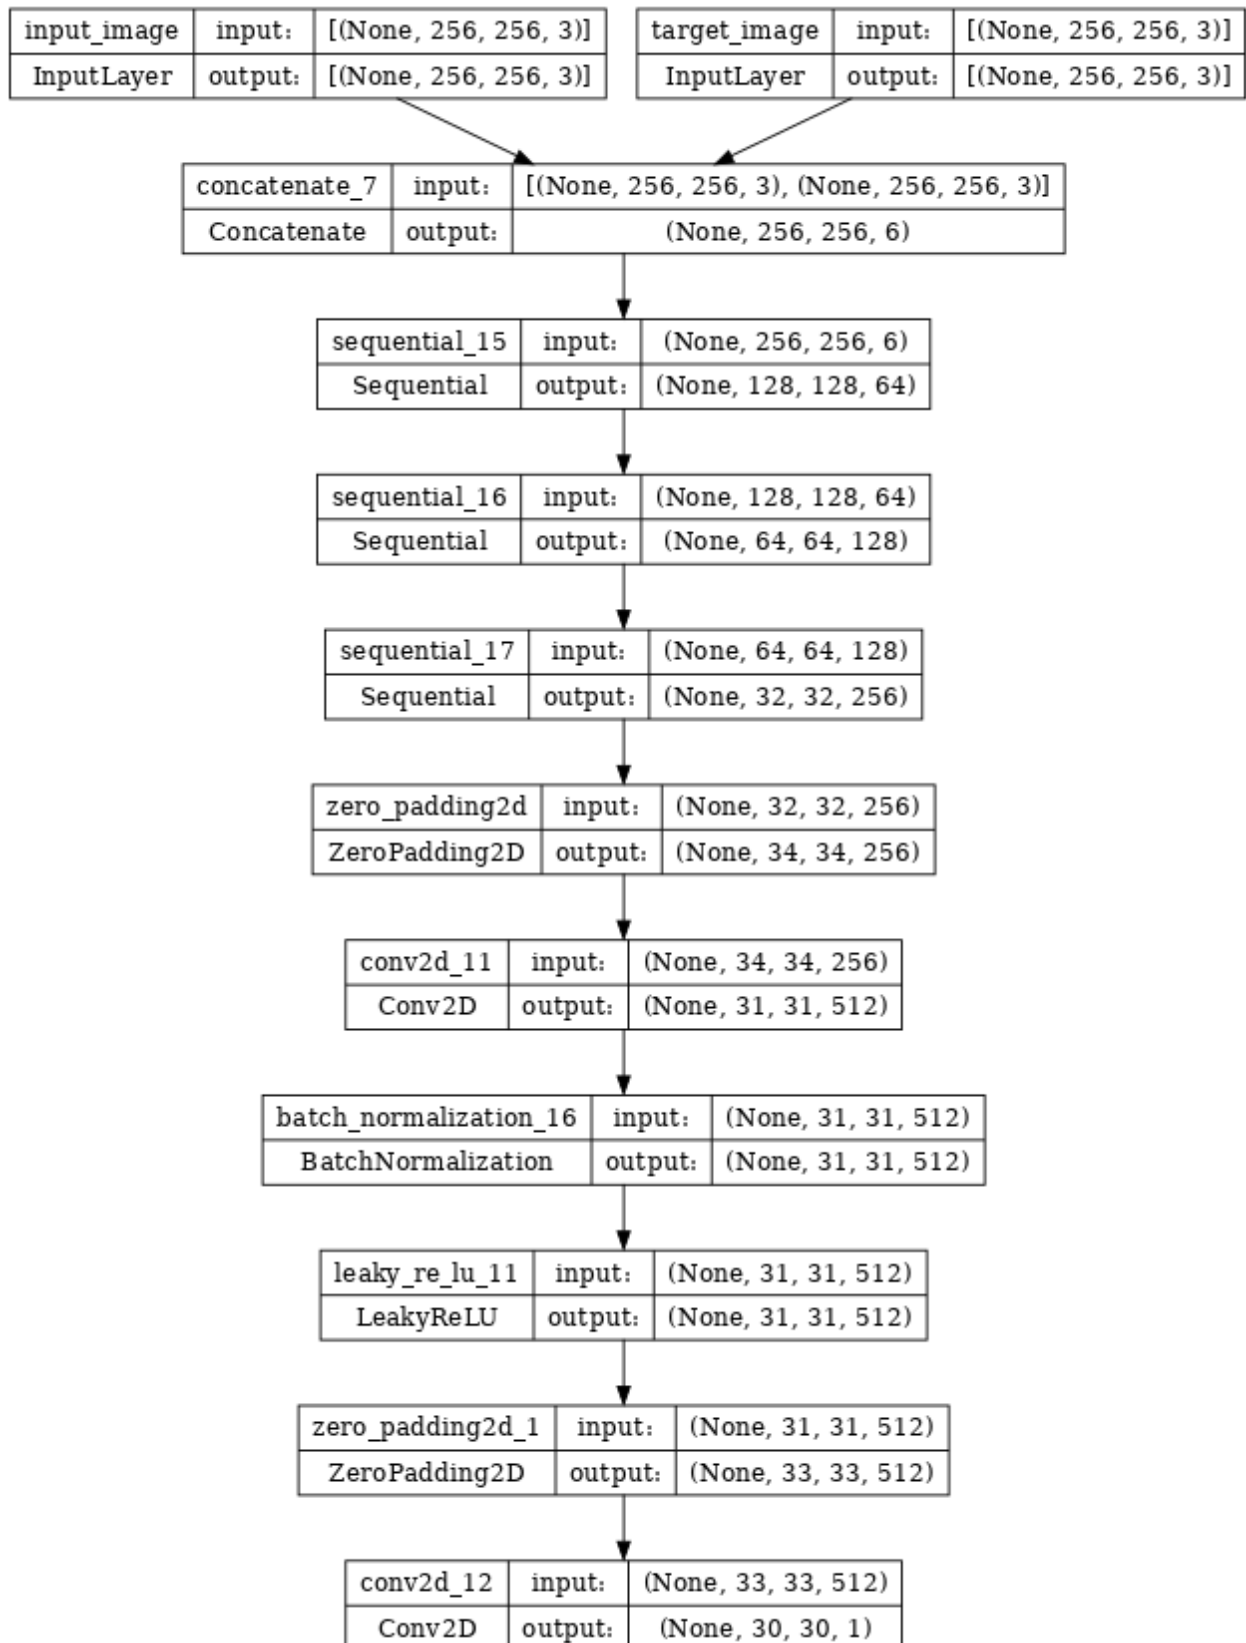 input_image input: [(None, 256, 256, 3)] target_image input: [(None, 256, 256, 3)]
InputLayer output: [(None, 256, 256, 3)] InputLayer output: [(None, 256, 256, 3)]
concatenate_7 input: [(None, 256, 256, 3), (None, 256, 256, 3)]
Concatenate output: (None, 256, 256, 6)
sequential_15 input: (None, 256, 256, 6)
Sequential output: (None, 128, 128, 64)
sequential_16 input: (None, 128, 128, 64)
Sequential output: (None, 64, 64, 128)
sequential_17 input: (None, 64, 64, 128)
Sequential output: (None, 32, 32, 256)
zero_padding2d input: (None, 32, 32, 256)
ZeroPadding2D output: (None, 34, 34, 256)
conv2d_11 input: (None, 34, 34, 256)
Conv2D output: (None, 31, 31, 512)
batch_normalization_16 input: (None, 31, 31, 512)
BatchNormalization output: (None, 31, 31, 512)
leaky_re_lu_11 input: (None, 31, 31, 512)
LeakyReLU output: (None, 31, 31, 512)
zero_padding2d_1 input: (None, 31, 31, 512)
ZeroPadding2D output: (None, 33, 33, 512)
conv2d_12 input: (None, 33, 33, 512)
Conv2D output: (None, 30, 30, 1)